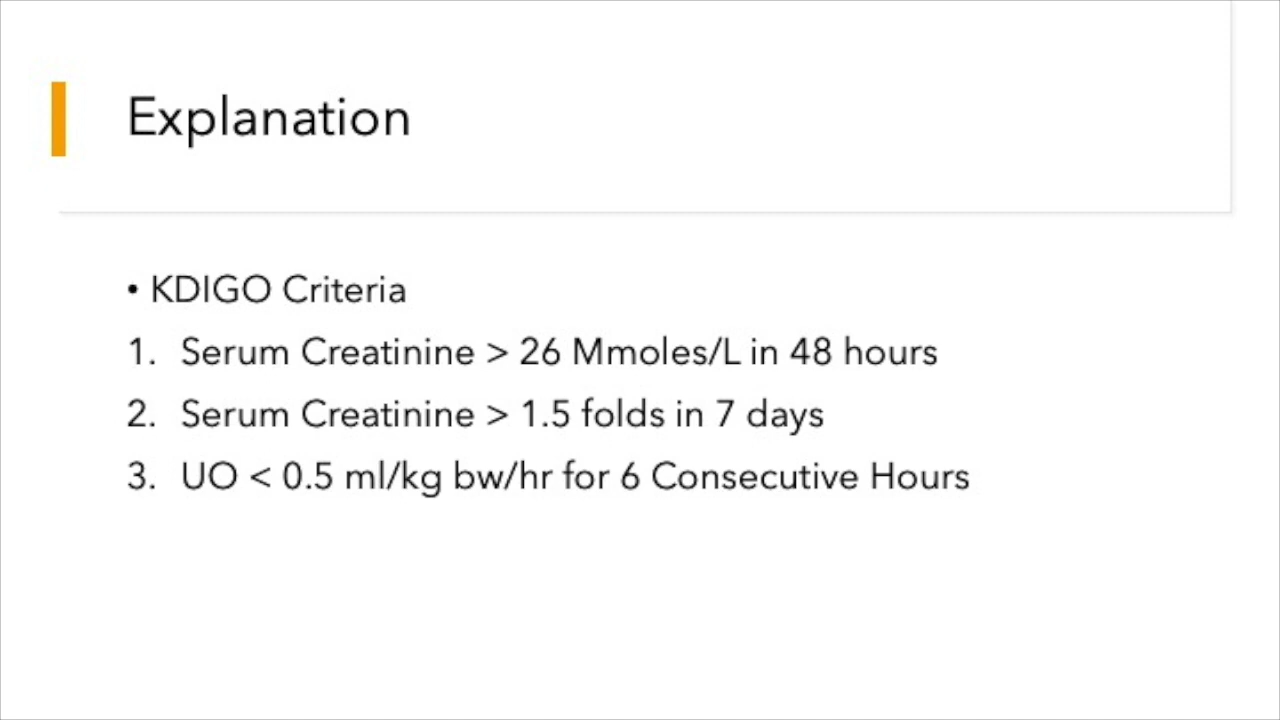 Explanation
• KDIGO Criteria
1. Serum Creatinine > 26 Mmoles/L in 48 hours
2. Serum Creatinine > 1.5 folds in 7 days
3. UO < 0.5 ml/kg bw/hr for 6 Consecutive Hours